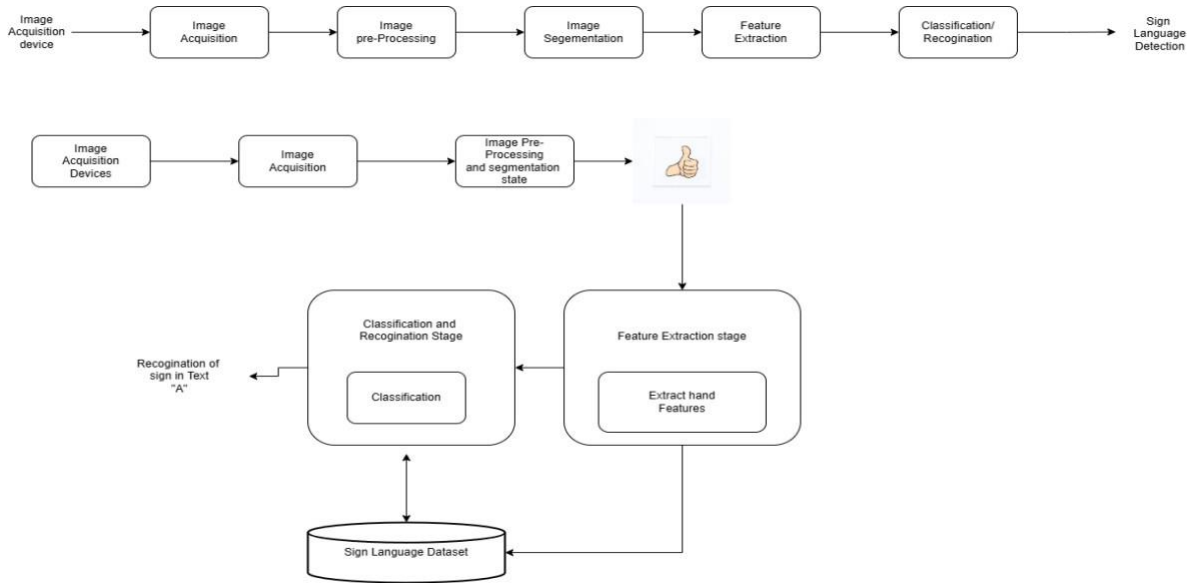 Image
Acquisition
device
Image
Acquisition
Image
pre-Processing
Image
Segementation
Feature
Extraction
Classification/
Recogination
Sign
Language
Detection
Image
Acquisition
Devices
Image
Acquisition
Image Pre-
Processing
and segmentation
state
Classification and
Recogination Stage
Classification
Feature Extraction stage
Extract hand
Features
Recogination of
sign in Text
"A"
Sign Language Dataset